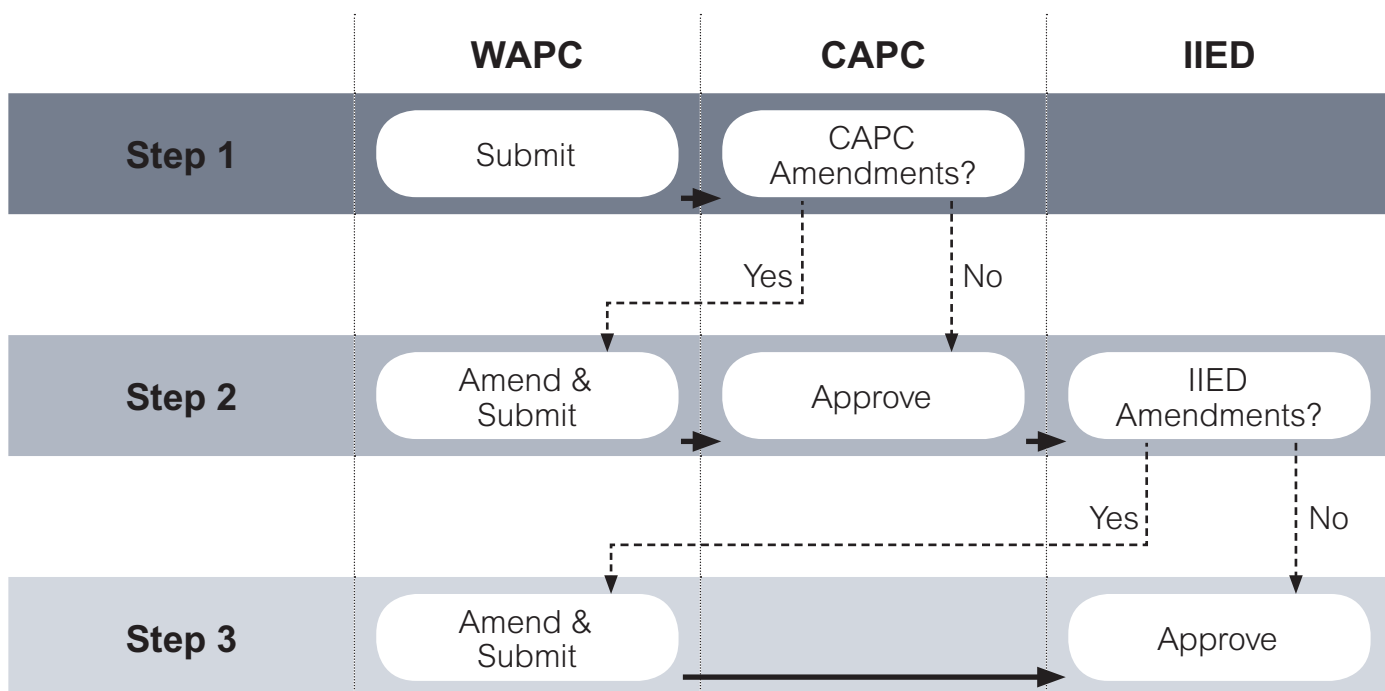 WAPC
CAPC
IIED
Step 1
Submit
CAPC
Amendments?
Yes
No
Step 2
Amend &
Submit
Approve
IIED
Amendments?
Yes
No
Step 3
Amend &
Submit
Approve